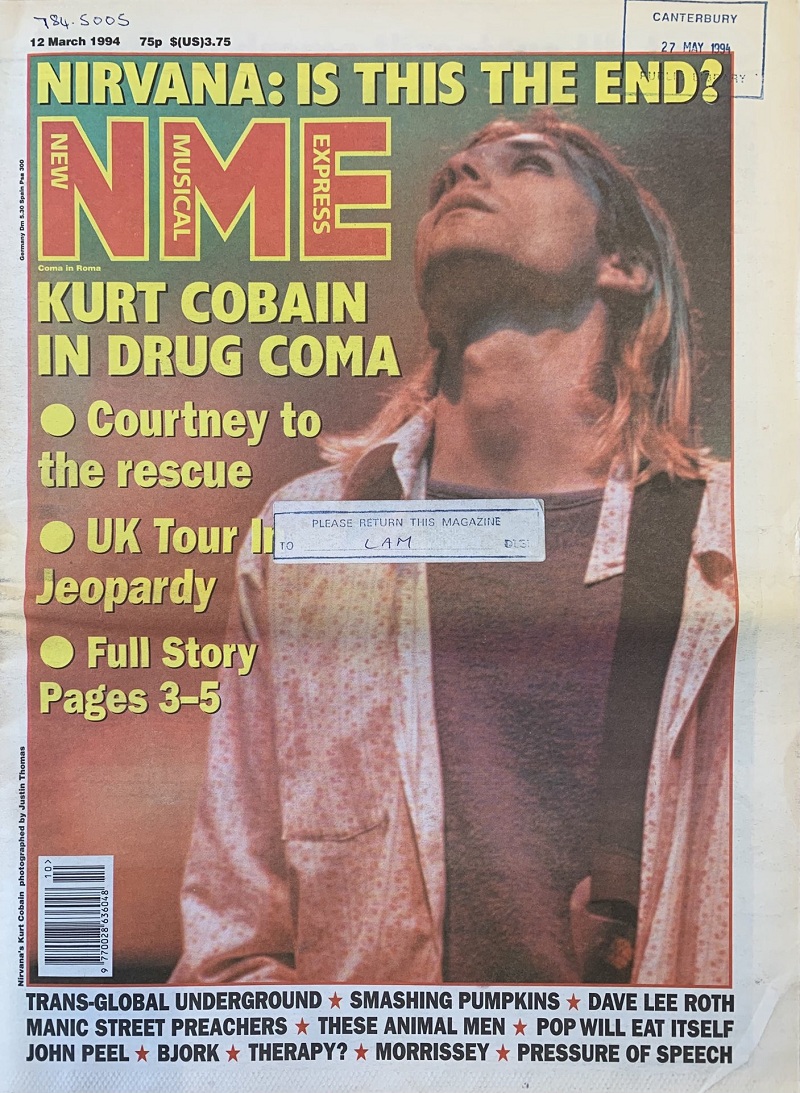 784.5005
CANTERBURY
27 MAY 1994
PUBLIC LIBRARY
12 March 1994 75p $(US)3.75
NIRVANA: IS THIS THE END?
NME
NEW
MUSICAL
EXPRESS
Germany Dm 5.30 Spain Pea 300
Coma in Roma
KURT COBAIN
IN DRUG COMA
● Courtney to
the rescue
● UK Tour In
Jeopardy
PLEASE RETURN THIS MAGAZINE
TO LAM
● Full Story
Pages 3–5
Nirvana's Kurt Cobain photographed by Justin Thomas
10>
9 770028 636048
TRANS-GLOBAL UNDERGROUND ★ SMASHING PUMPKINS ★ DAVE LEE ROTH
MANIC STREET PREACHERS ★ THESE ANIMAL MEN ★ POP WILL EAT ITSELF
JOHN PEEL ★ BJORK ★ THERAPY? ★ MORRISSEY ★ PRESSURE OF SPEECH